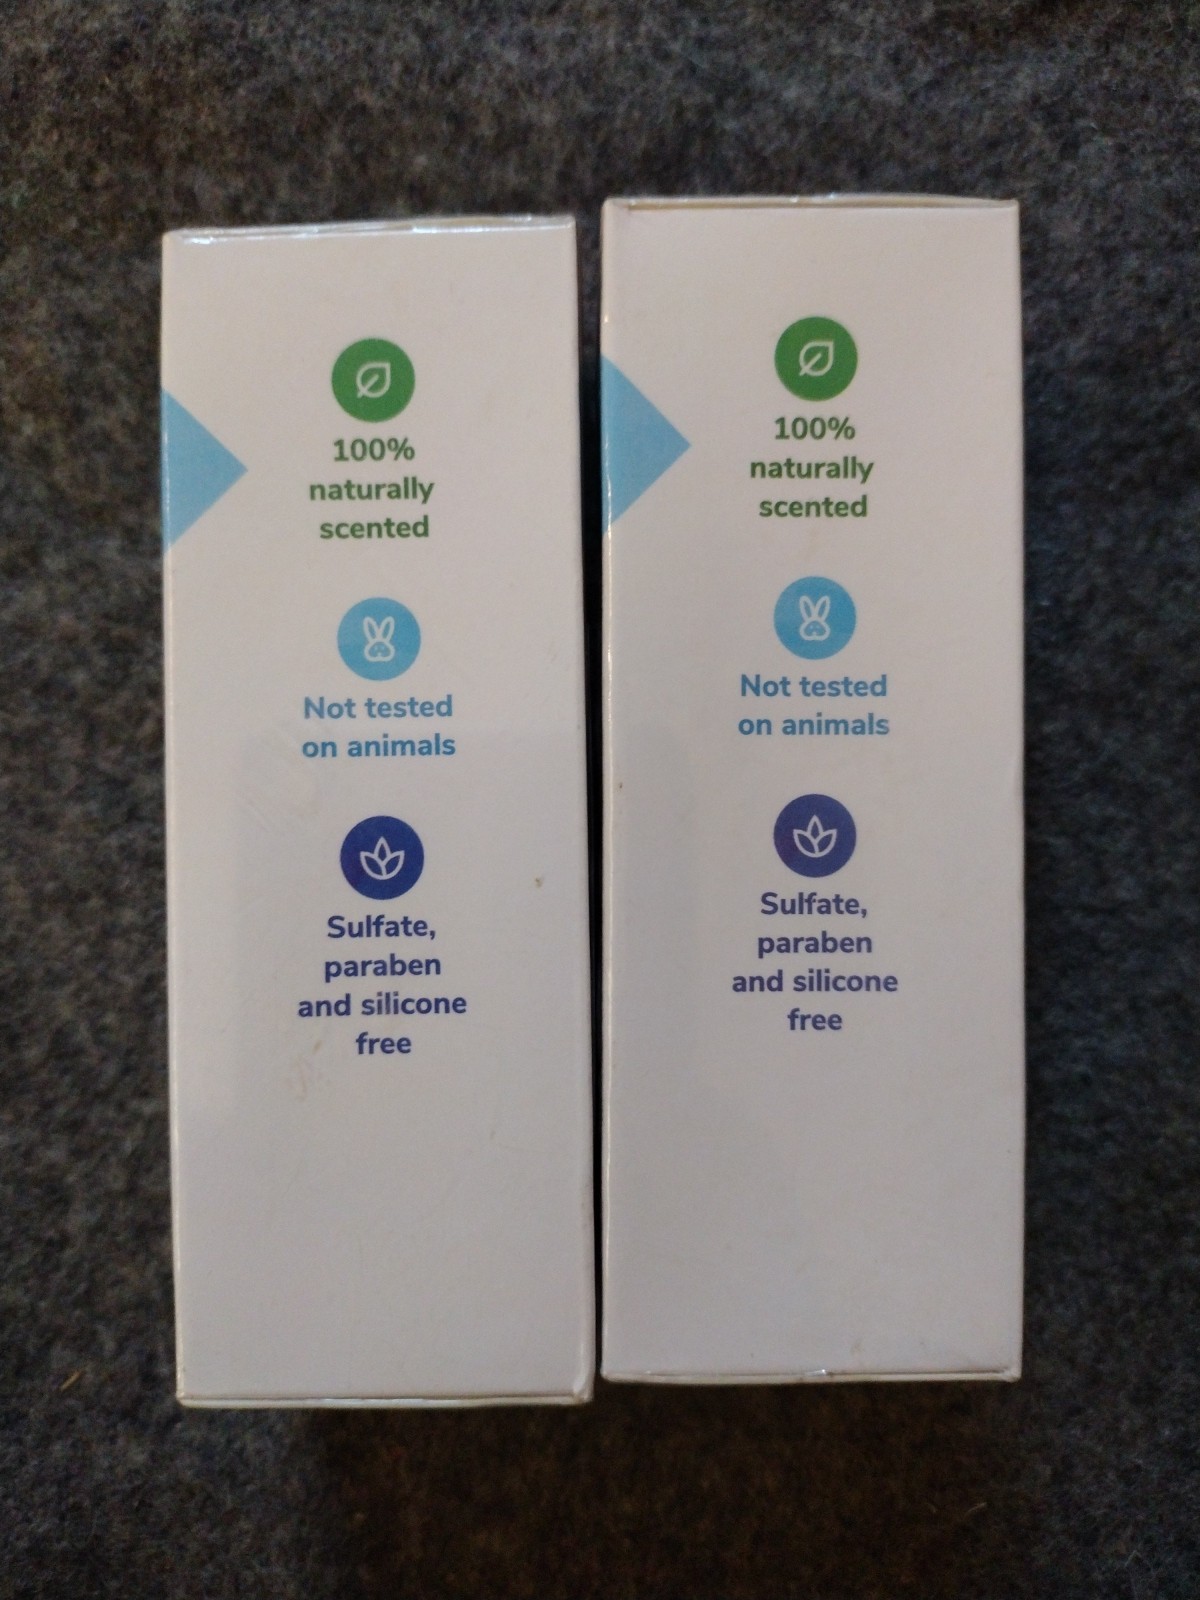 100%
naturally
scented
Not tested
on animals
Sulfate,
paraben
and silicone
free
100%
naturally
scented
Not tested
on animals
Sulfate,
paraben
and silicone
free